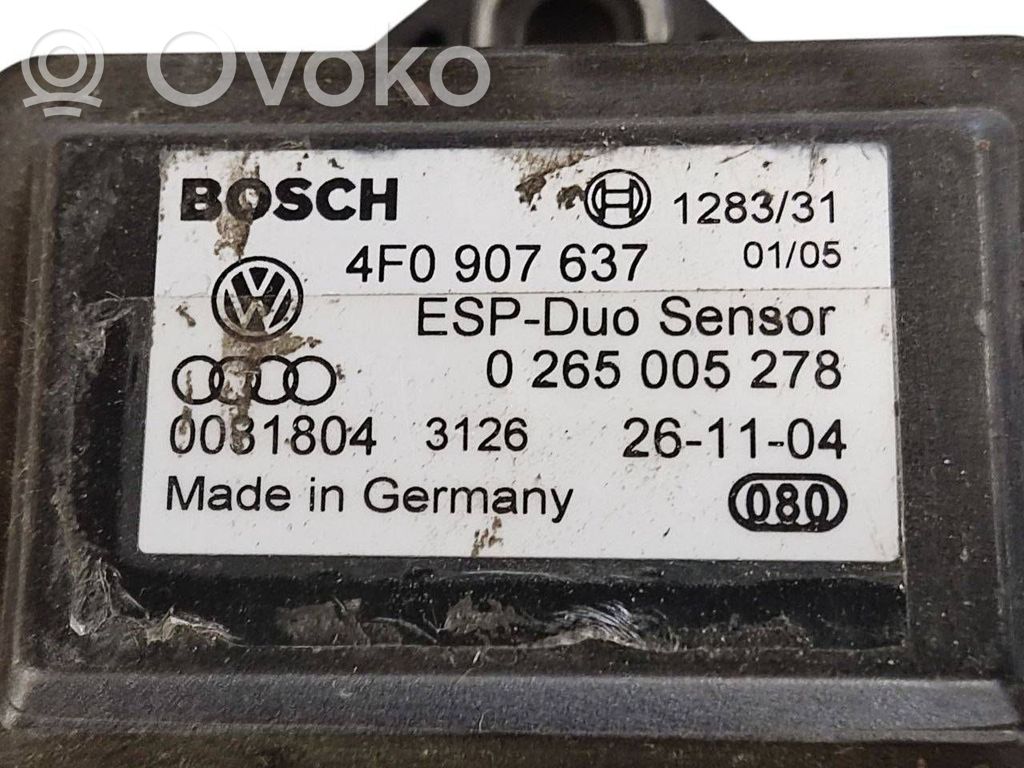 Ovoko
BOSCH 1283/31
4F0 907 637 01/05
ESP-Duo Sensor
0 265 005 278
0031804 3126 26-11-04
Made in Germany 080